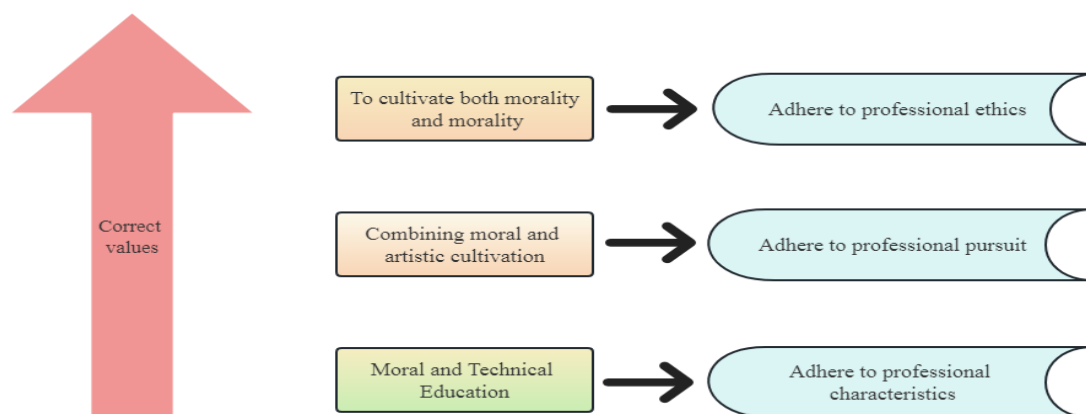 To cultivate both morality
and morality
Adhere to professional ethics
Correct
values
Combining moral and
artistic cultivation
Adhere to professional pursuit
Moral and Technical
Education
Adhere to professional
characteristics